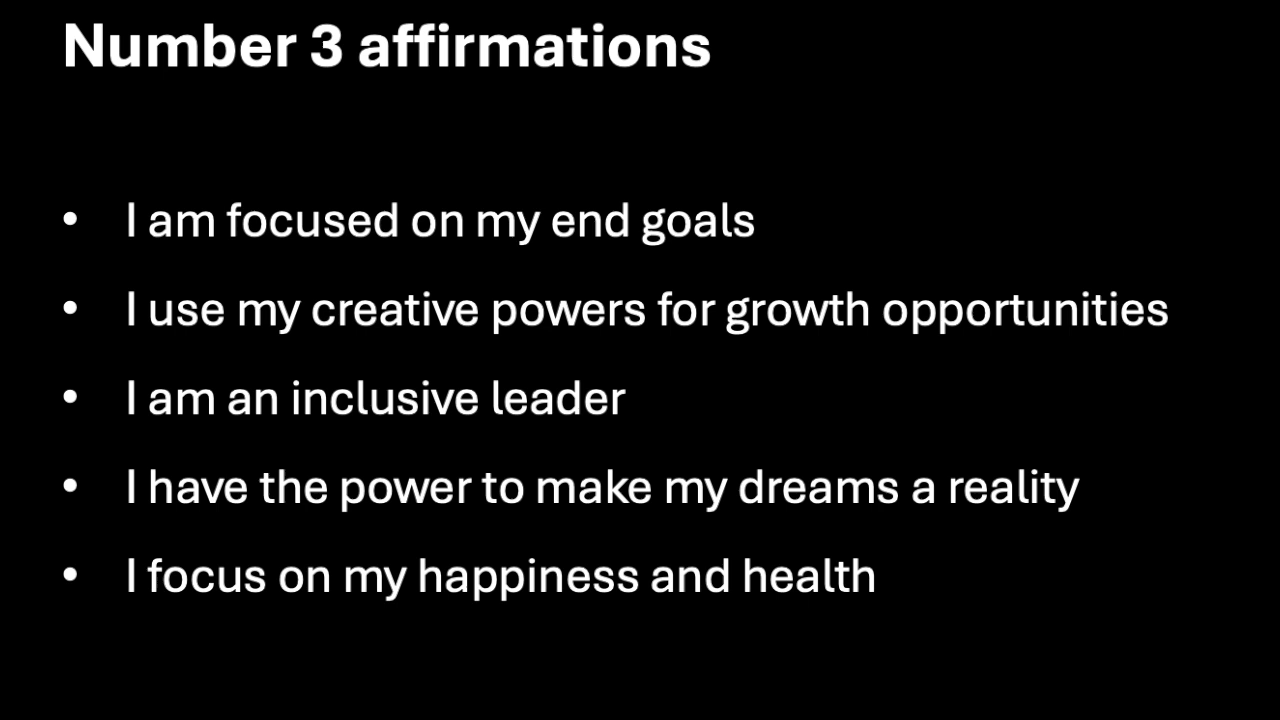 Number 3 affirmations
• I am focused on my end goals
• I use my creative powers for growth opportunities
• I am an inclusive leader
• I have the power to make my dreams a reality
• I focus on my happiness and health